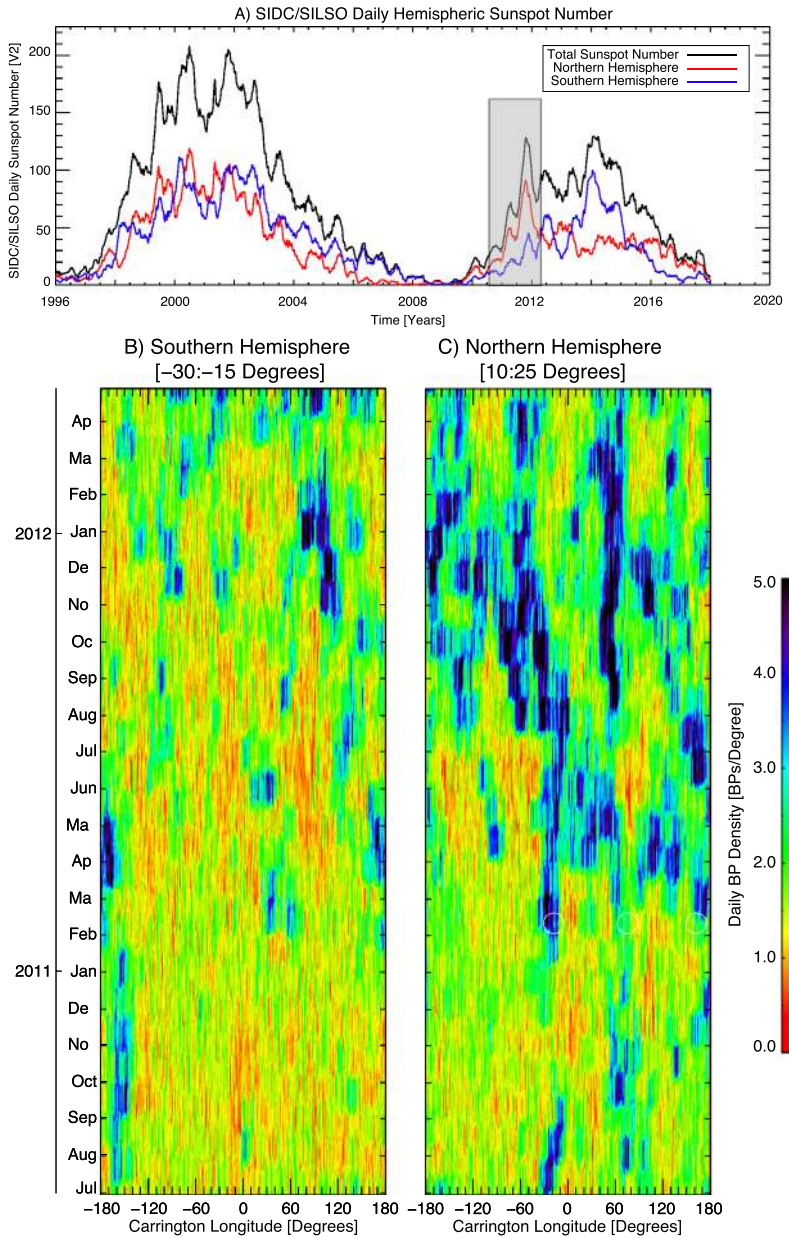 A) SIDC/SILSO Daily Hemispheric Sunspot Number
SIDC/SILSO Daily Sunspot Number [V2]
200
150
100
50
0
Total Sunspot Number
Northern Hemisphere
Southern Hemisphere
1996 2000 2004 2008 2012 2016 2020
Time [Years]
B) Southern Hemisphere
[−30:−15 Degrees]
C) Northern Hemisphere
[10:25 Degrees]
Ap
Ma
Feb
2012 Jan
De
No
Oc
Sep
Aug
Jul
Jun
Ma
Ap
Ma
Feb
2011 Jan
De
No
Oct
Sep
Aug
Jul
−180 −120 −60 0 60 120 180
Carrington Longitude [Degrees]
−180 −120 −60 0 60 120 180
Carrington Longitude [Degrees]
Daily BP Density [BPs/Degree]
5.0
4.0
3.0
2.0
1.0
0.0